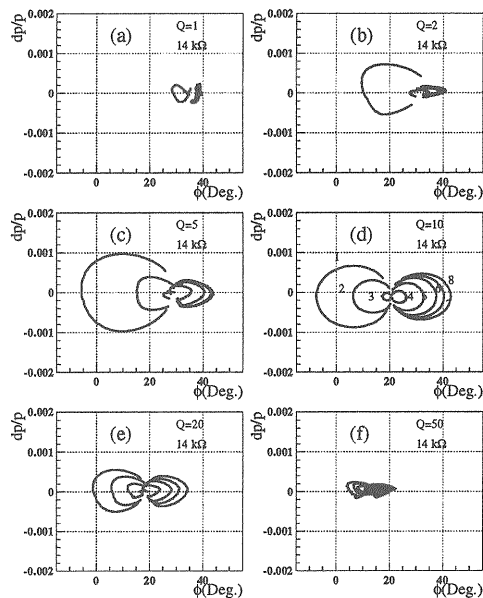 dp/p
0.002
0.001
0
-0.001
-0.002
(a)
Q=1
14 kΩ
0
20
40
ϕ(Deg.)
dp/p
0.002
0.001
0
-0.001
-0.002
(b)
Q=2
14 kΩ
0
20
40
ϕ(Deg.)
dp/p
0.002
0.001
0
-0.001
-0.002
(c)
Q=5
14 kΩ
0
20
40
ϕ(Deg.)
dp/p
0.002
0.001
0
-0.001
-0.002
(d)
Q=10
14 kΩ
1
2
3
4
8
0
20
40
ϕ(Deg.)
dp/p
0.002
0.001
0
-0.001
-0.002
(e)
Q=20
14 kΩ
0
20
40
ϕ(Deg.)
dp/p
0.002
0.001
0
-0.001
-0.002
(f)
Q=50
14 kΩ
0
20
40
ϕ(Deg.)